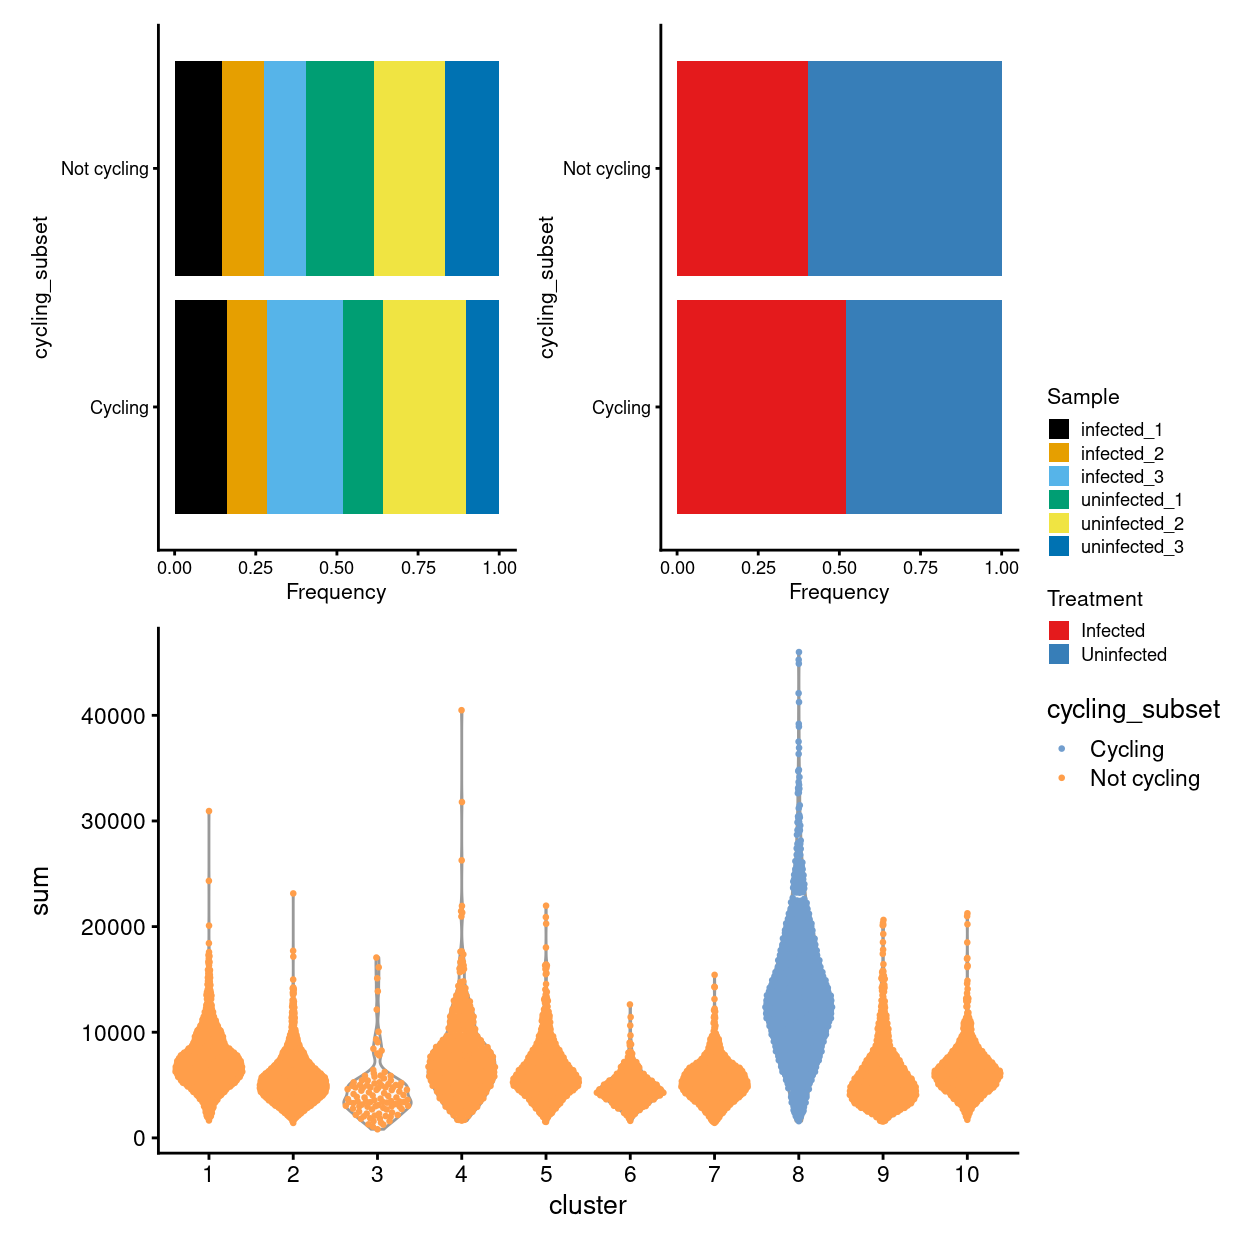 cycling_subset
Not cycling
Cycling
0.00 0.25 0.50 0.75 1.00
Frequency
cycling_subset
Not cycling
Cycling
0.00 0.25 0.50 0.75 1.00
Frequency
Sample
infected_1
infected_2
infected_3
uninfected_1
uninfected_2
uninfected_3
Treatment
Infected
Uninfected
cycling_subset
Cycling
Not cycling
sum
40000
30000
20000
10000
0
1 2 3 4 5 6 7 8 9 10
cluster